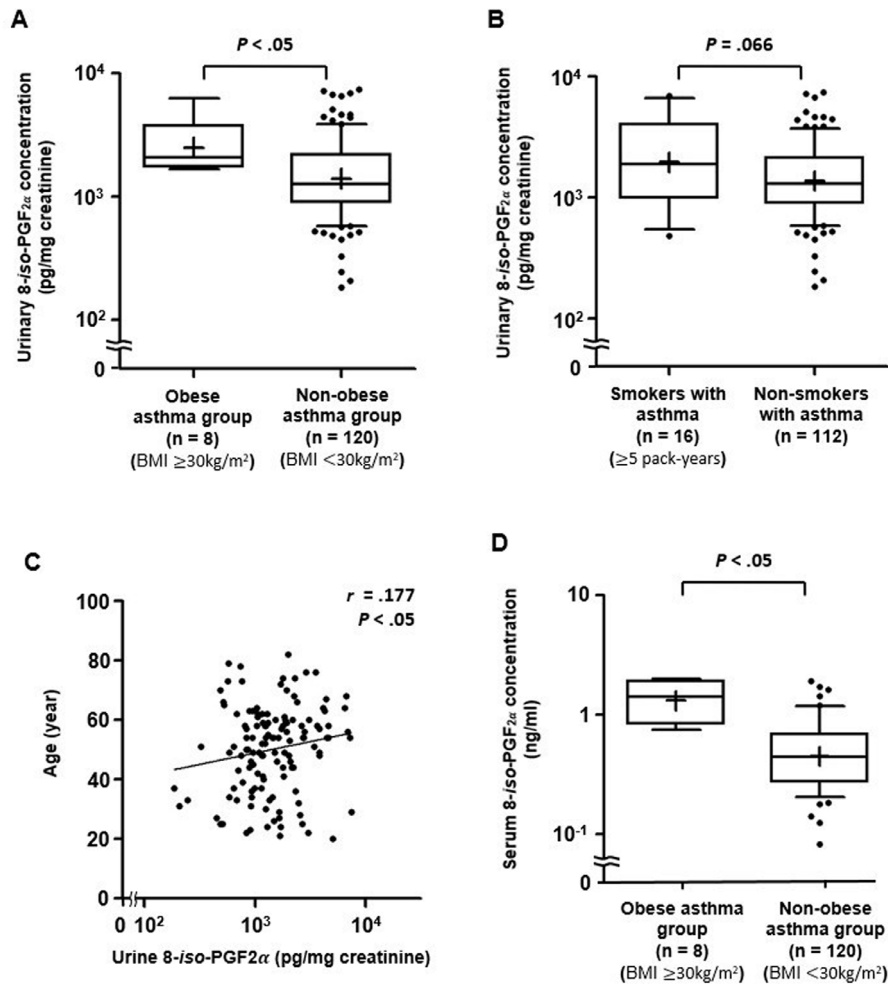 A
P < .05
Urinary 8-iso-PGF2α concentration
(pg/mg creatinine)
10⁴
10³
10²
0
Obese
asthma group
(n = 8)
(BMI ≥30kg/m²)
Non-obese
asthma group
(n = 120)
(BMI <30kg/m²)
B
P = .066
Urinary 8-iso-PGF2α concentration
(pg/mg creatinine)
10⁴
10³
10²
0
Smokers with
asthma
(n = 16)
(≥5 pack-years)
Non-smokers
with asthma
(n = 112)
C
r = .177
P < .05
Age (year)
100
80
60
40
20
0
0 10² 10³ 10⁴
Urine 8-iso-PGF2α (pg/mg creatinine)
D
P < .05
Serum 8-iso-PGF2α concentration
(ng/ml)
10
1
10⁻¹
0
Obese asthma
group
(n = 8)
(BMI ≥30kg/m²)
Non-obese
asthma group
(n = 120)
(BMI <30kg/m²)